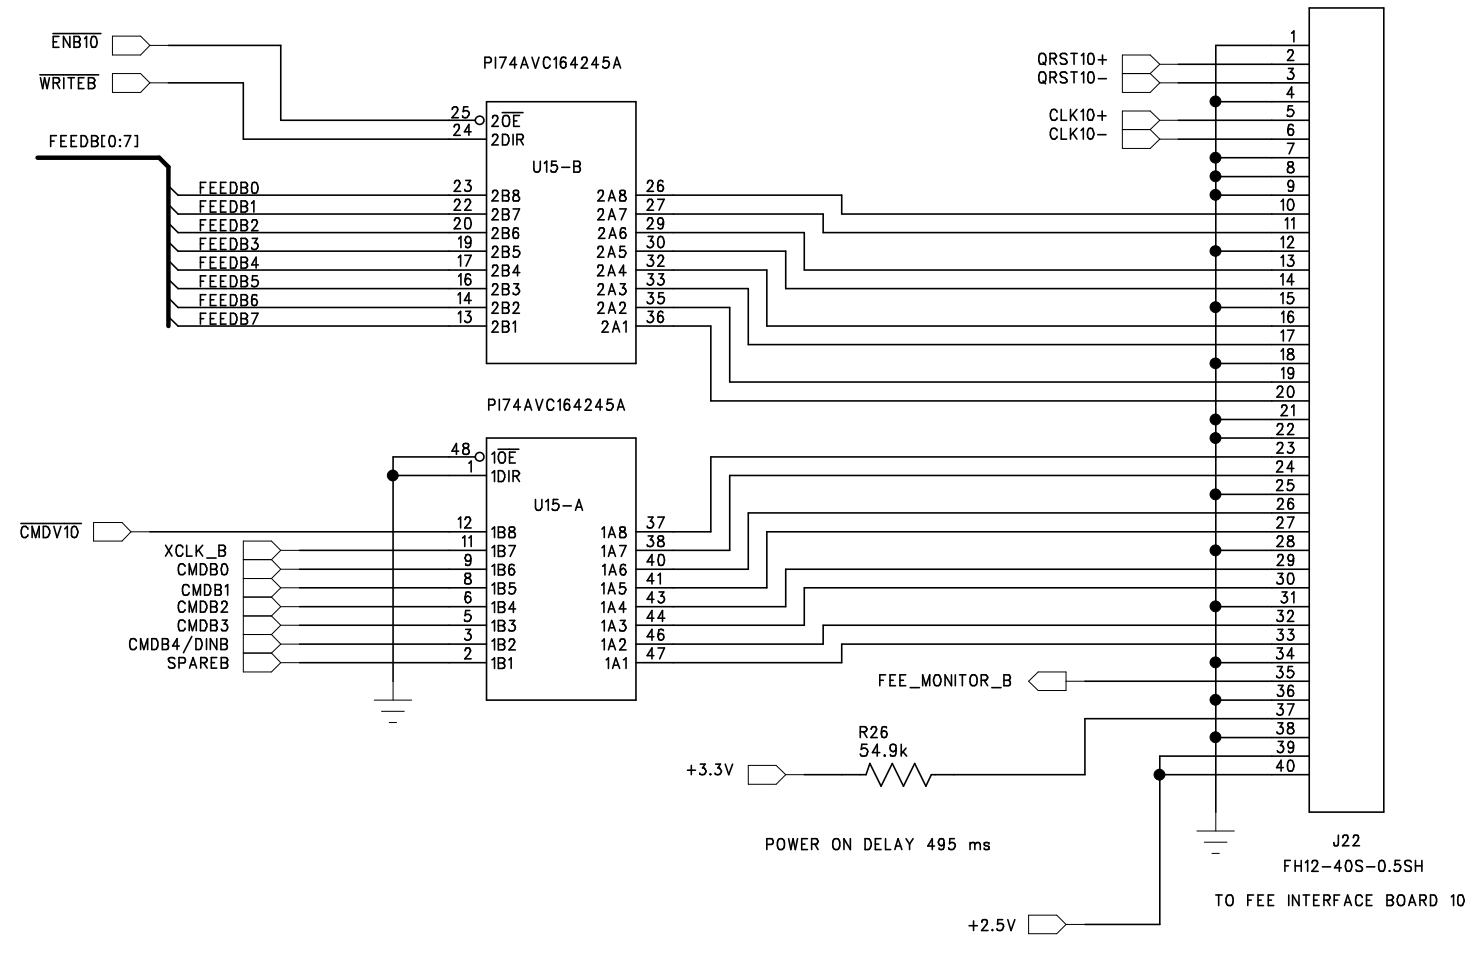 ENB10
WRITEB
FEEDB[0:7]
PI74AVC164245A
25 2OE
24 2DIR
U15-B
FEEDB0 23 2B8 2A8 26
FEEDB1 22 2B7 2A7 27
FEEDB2 20 2B6 2A6 29
FEEDB3 19 2B5 2A5 30
FEEDB4 17 2B4 2A4 32
FEEDB5 16 2B3 2A3 33
FEEDB6 14 2B2 2A2 35
FEEDB7 13 2B1 2A1 36
PI74AVC164245A
48 1OE
1 1DIR
U15-A
CMDV10 12 1B8 1A8 37
XCLK_B 11 1B7 1A7 38
CMDB0 9 1B6 1A6 40
CMDB1 8 1B5 1A5 41
CMDB2 6 1B4 1A4 43
CMDB3 5 1B3 1A3 44
CMDB4/DINB 3 1B2 1A2 46
SPAREB 2 1B1 1A1 47
QRST10+
QRST10-
CLK10+
CLK10-
1
2
3
4
5
6
7
8
9
10
11
12
13
14
15
16
17
18
19
20
21
22
23
24
25
26
27
28
29
30
31
32
33
34
35
36
37
38
39
40
FEE_MONITOR_B
R26
54.9k
+3.3V
POWER ON DELAY 495 ms
+2.5V
J22
FH12-40S-0.5SH
TO FEE INTERFACE BOARD 10